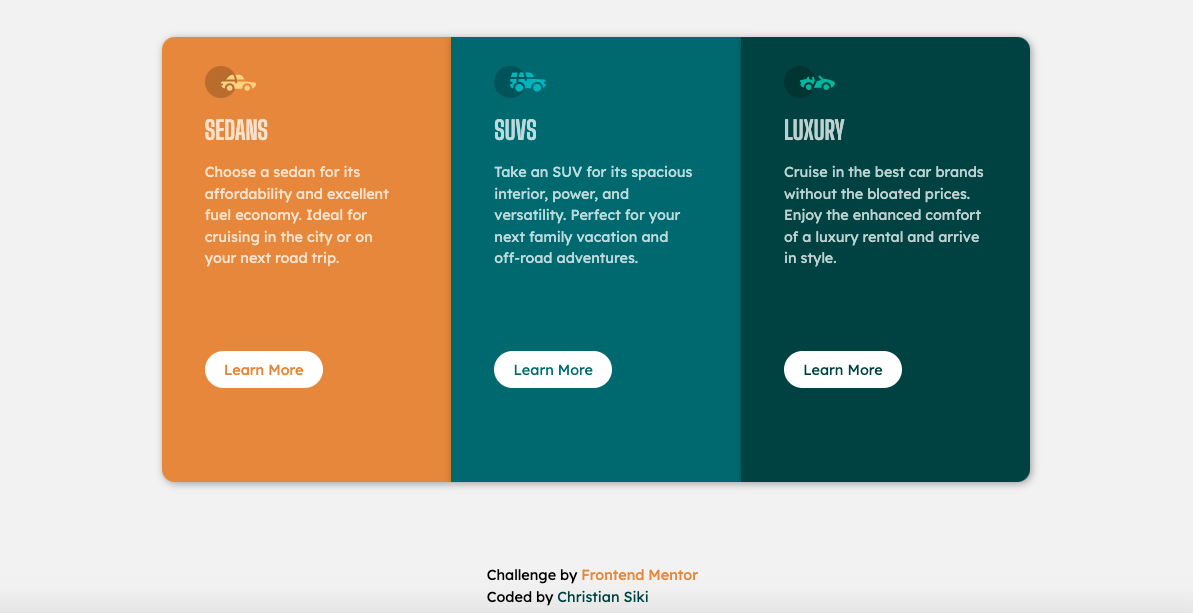 SEDANS
Choose a sedan for its
affordability and excellent
fuel economy. Ideal for
cruising in the city or on
your next road trip.
Learn More
SUVS
Take an SUV for its spacious
interior, power, and
versatility. Perfect for your
next family vacation and
off-road adventures.
Learn More
LUXURY
Cruise in the best car brands
without the bloated prices.
Enjoy the enhanced comfort
of a luxury rental and arrive
in style.
Learn More
Challenge by Frontend Mentor
Coded by Christian Siki